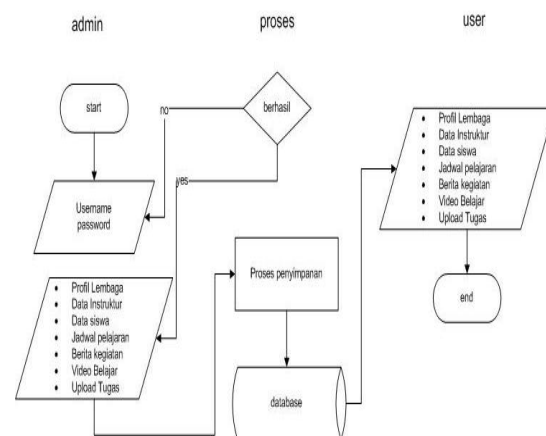 admin
proses
user
start
berhasil
no
yes
Username
password
• Profil Lembaga
• Data Instruktur
• Data siswa
• Jadwal pelajaran
• Berita kegiatan
• Video Belajar
• Upload Tugas
Proses penyimpanan
database
• Profil Lembaga
• Data Instruktur
• Data siswa
• Jadwal pelajaran
• Berita kegiatan
• Video Belajar
• Upload Tugas
end